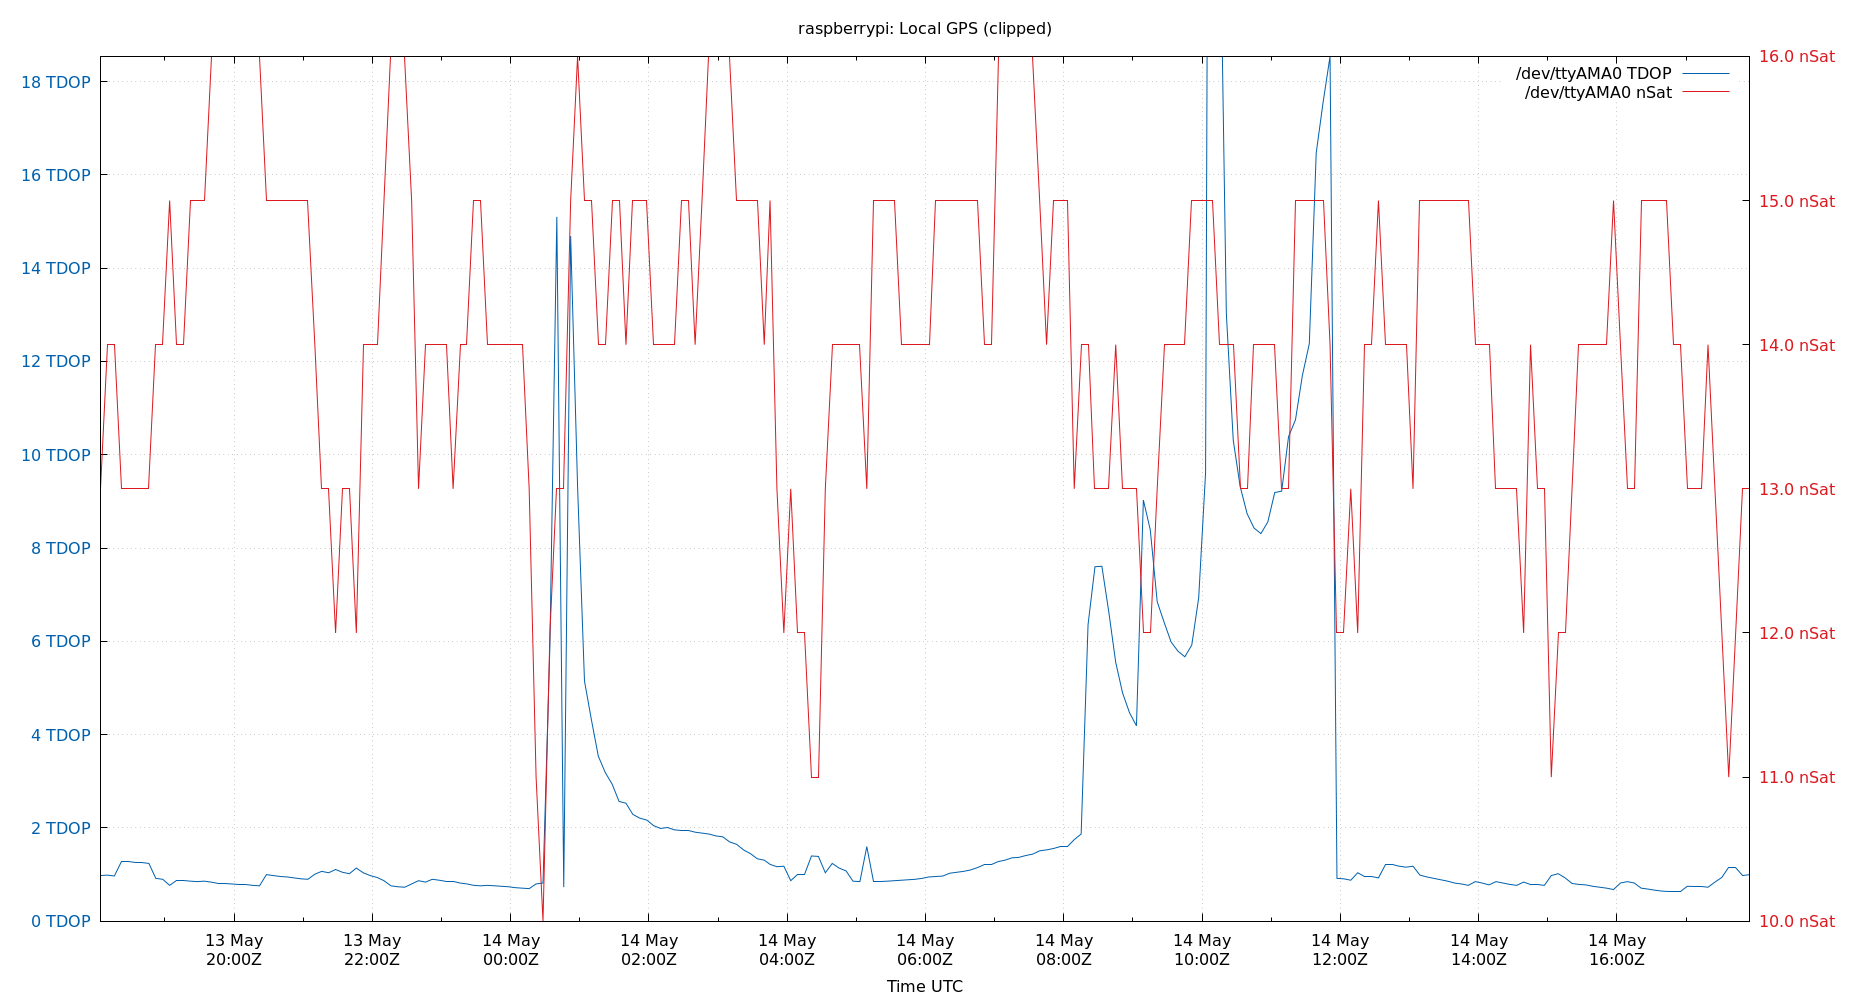 raspberrypi: Local GPS (clipped)
/dev/ttyAMA0 TDOP
/dev/ttyAMA0 nSat
18 TDOP
16 TDOP
14 TDOP
12 TDOP
10 TDOP
8 TDOP
6 TDOP
4 TDOP
2 TDOP
0 TDOP
16.0 nSat
15.0 nSat
14.0 nSat
13.0 nSat
12.0 nSat
11.0 nSat
10.0 nSat
13 May
20:00Z
13 May
22:00Z
14 May
00:00Z
14 May
02:00Z
14 May
04:00Z
14 May
06:00Z
14 May
08:00Z
14 May
10:00Z
14 May
12:00Z
14 May
14:00Z
14 May
16:00Z
Time UTC